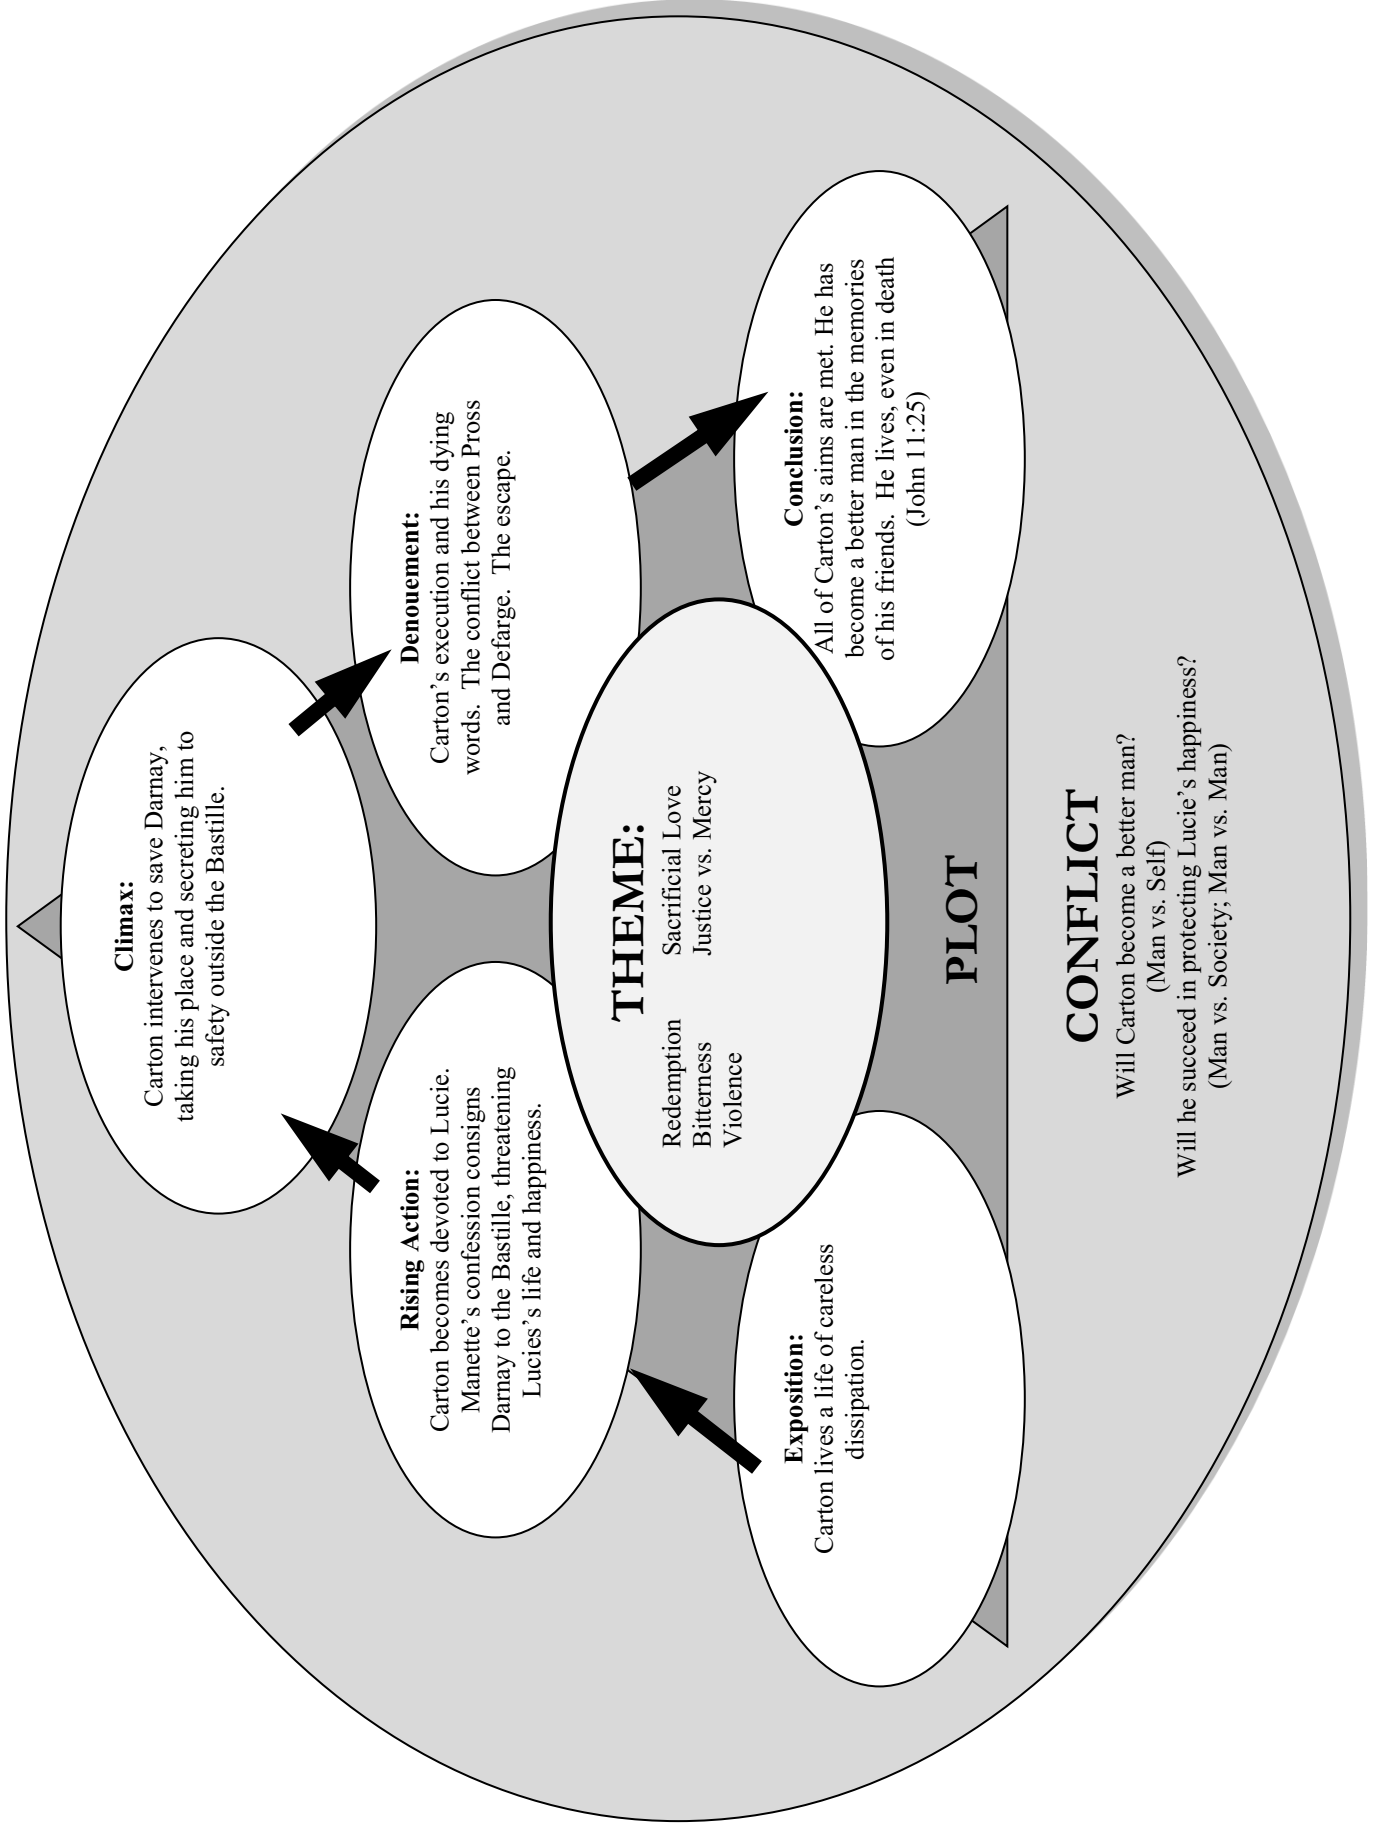 Climax:
Carton intervenes to save Darnay,
taking his place and secreting him to
safety outside the Bastille.
Rising Action:
Carton becomes devoted to Lucie.
Manette's confession consigns
Darnay to the Bastille, threatening
Lucies's life and happiness.
Denouement:
Carton's execution and his dying
words.  The conflict between Pross
and Defarge.  The escape.
THEME:
Redemption Sacrificial Love
Bitterness Justice vs. Mercy
Violence
Exposition:
Carton lives a life of careless
dissipation.
Conclusion:
All of Carton's aims are met. He has
become a better man in the memories
of his friends.  He lives, even in death
(John 11:25)
PLOT
CONFLICT
Will Carton become a better man?
(Man vs. Self)
Will he succeed in protecting Lucie's happiness?
(Man vs. Society; Man vs. Man)